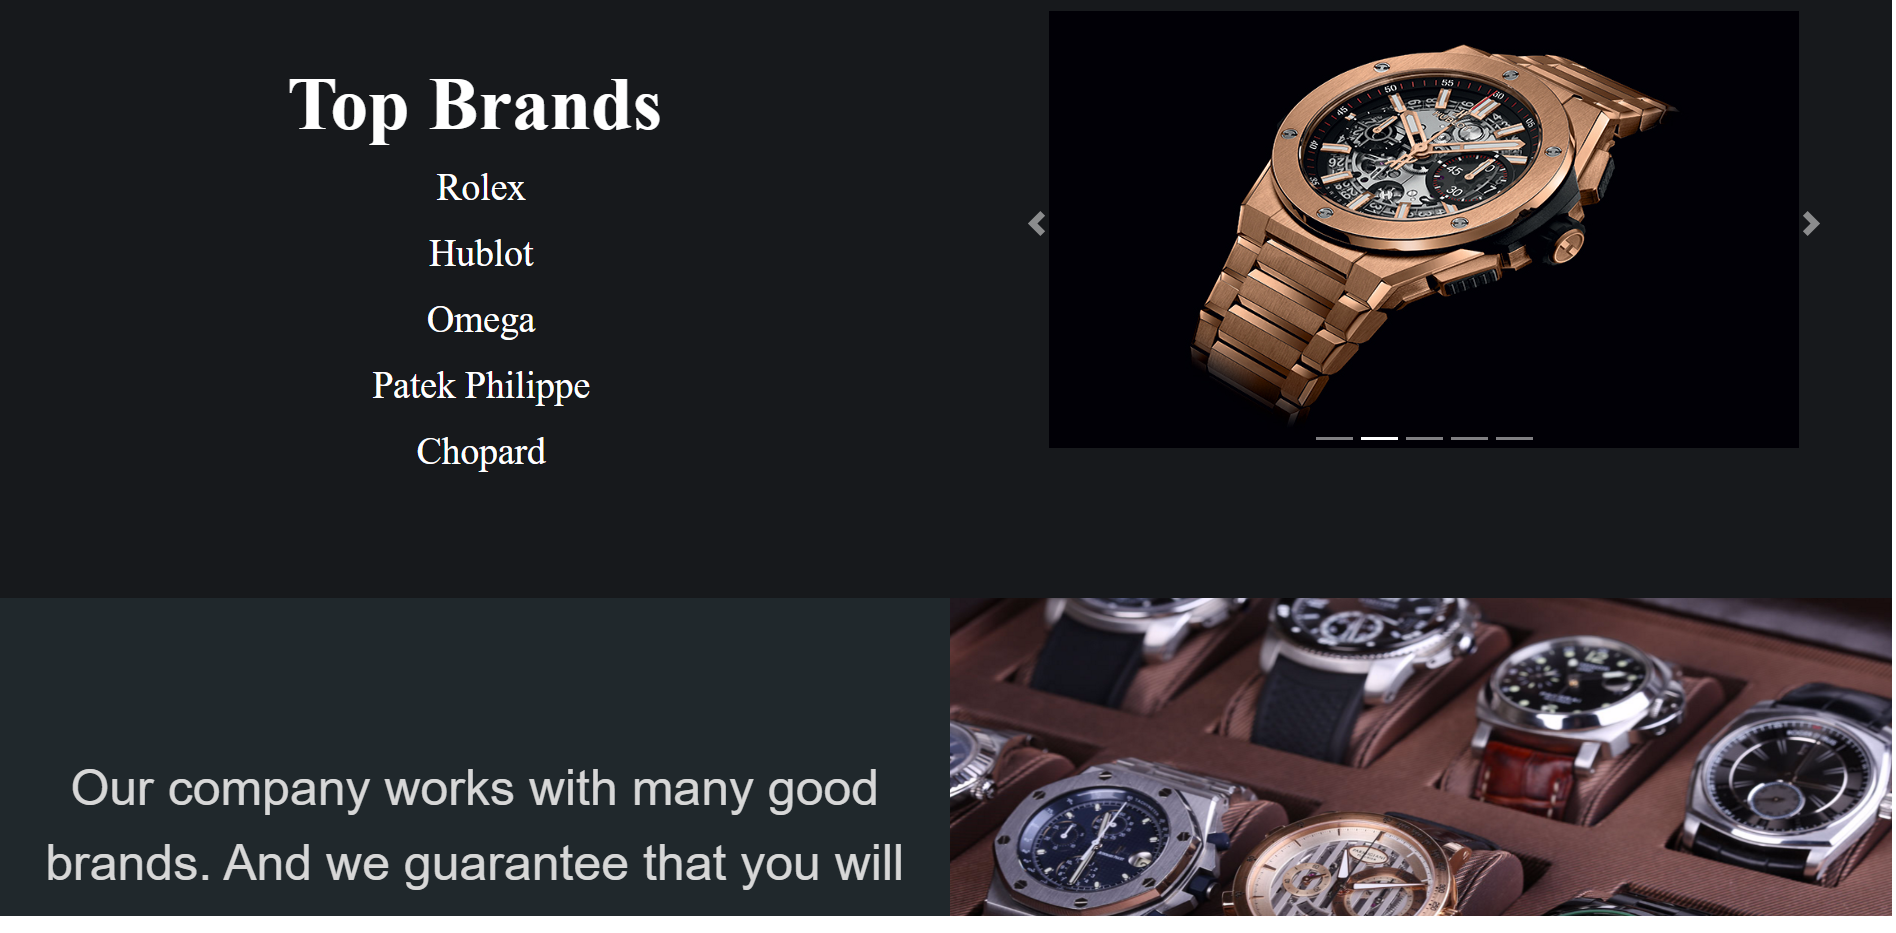 Top Brands
Rolex
Hublot
Omega
Patek Philippe
Chopard
Our company works with many good
brands. And we guarantee that you will